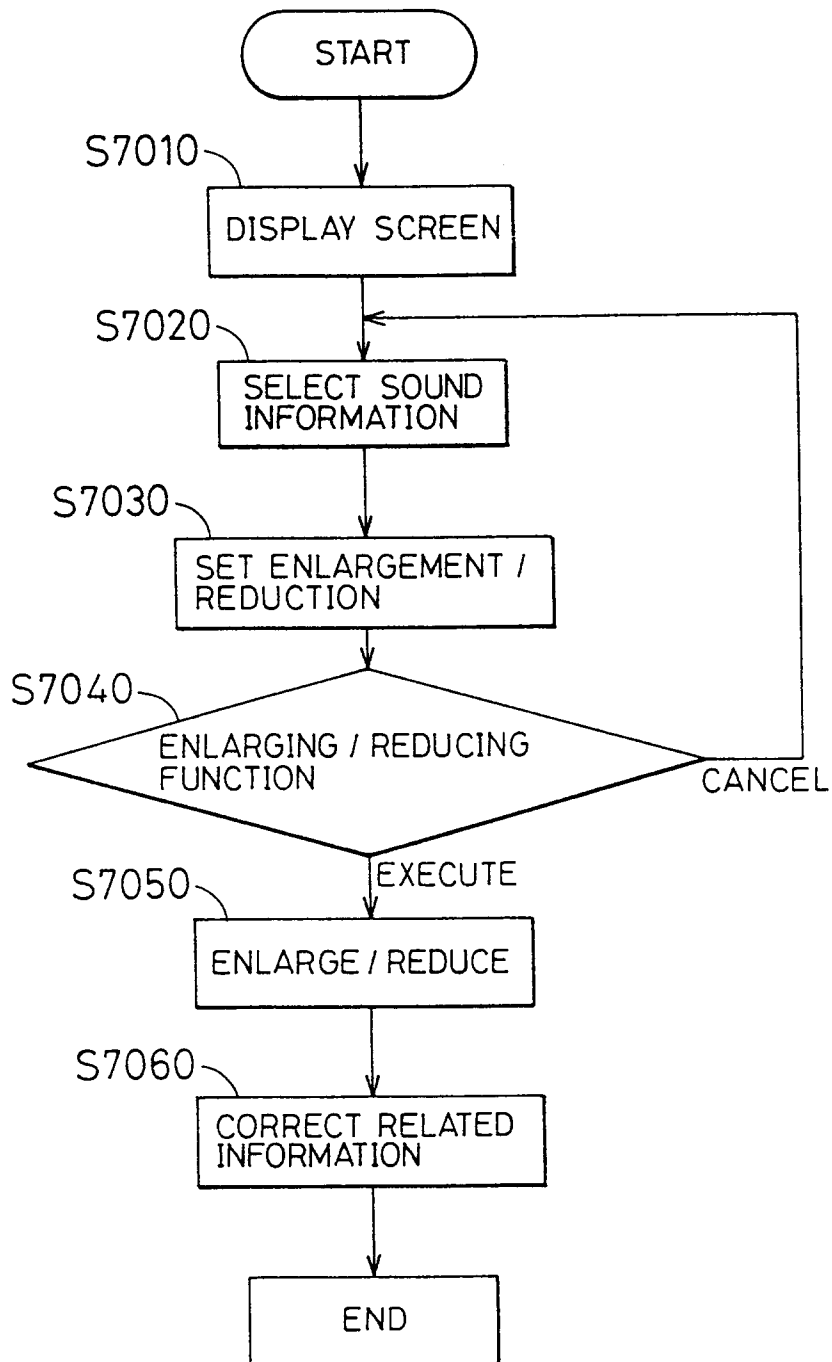 START
S7010
DISPLAY SCREEN
S7020
SELECT SOUND
INFORMATION
S7030
SET ENLARGEMENT /
REDUCTION
S7040
ENLARGING / REDUCING
FUNCTION
CANCEL
EXECUTE
S7050
ENLARGE / REDUCE
S7060
CORRECT RELATED
INFORMATION
END